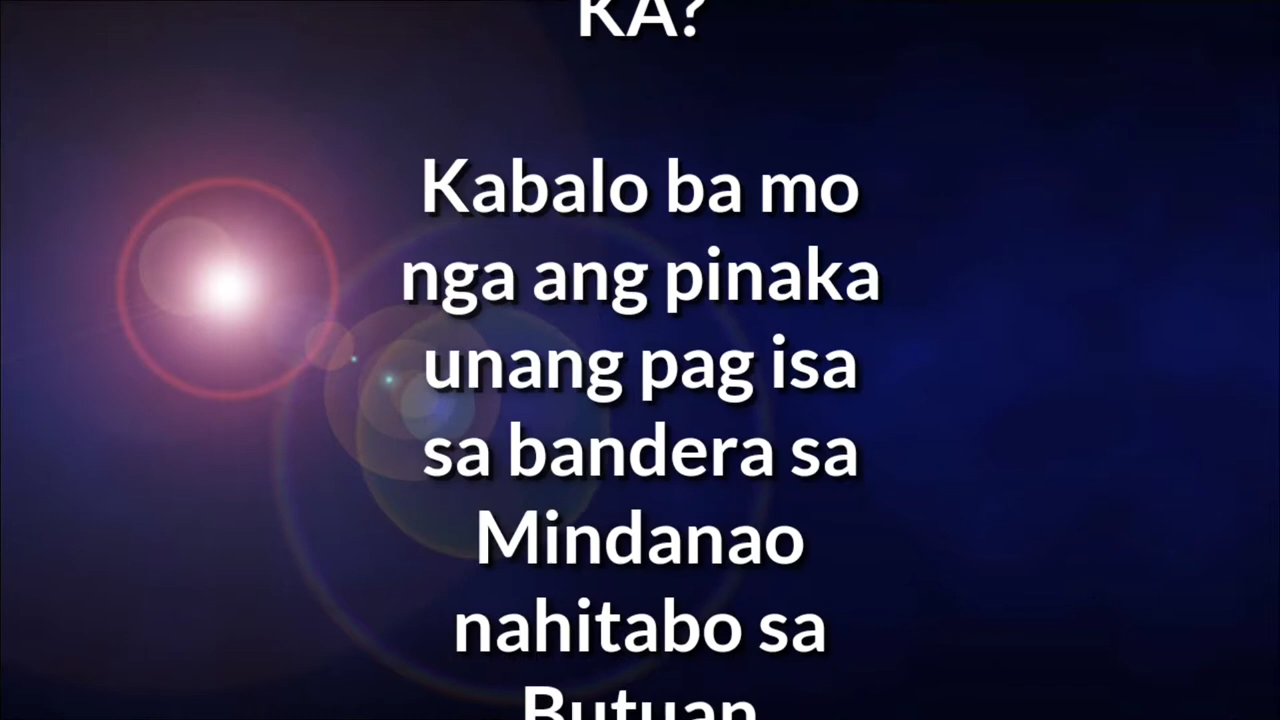 KA?
Kabalo ba mo
nga ang pinaka
unang pag isa
sa bandera sa
Mindanao
nahitabo sa
Butuan